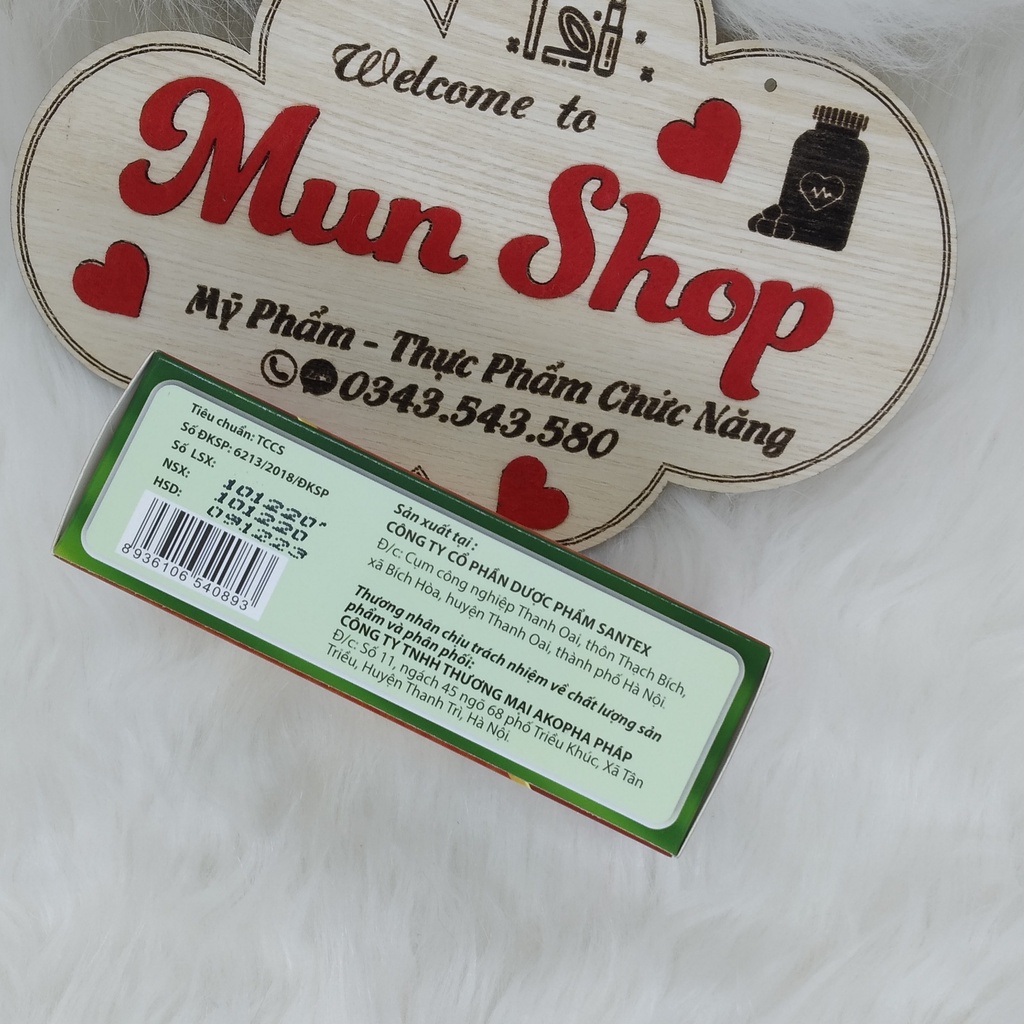 Welcome to
Mun Shop
Mỹ Phẩm - Thực Phẩm Chức Năng
0343.543.580
Tiêu chuẩn: TCCS
Số ĐKSP: 6213/2018/ĐKSP
Số LSX: 101220
NSX: 101220
HSD: 091223
8 936106 540893
Sản xuất tại :
CÔNG TY CỔ PHẦN DƯỢC PHẨM SANTEX
Đ/c: Cụm công nghiệp Thanh Oai, thôn Thạch Bích,
xã Bích Hòa, huyện Thanh Oai, thành phố Hà Nội.
Thương nhân chịu trách nhiệm về chất lượng sản
phẩm và phân phối:
CÔNG TY TNHH THƯƠNG MẠI AKOPHA PHÁP
Đ/c: Số 11, ngách 45 ngõ 68 phố Triều Khúc, Xã Tân
Triều, Huyện Thanh Trì, Hà Nội.